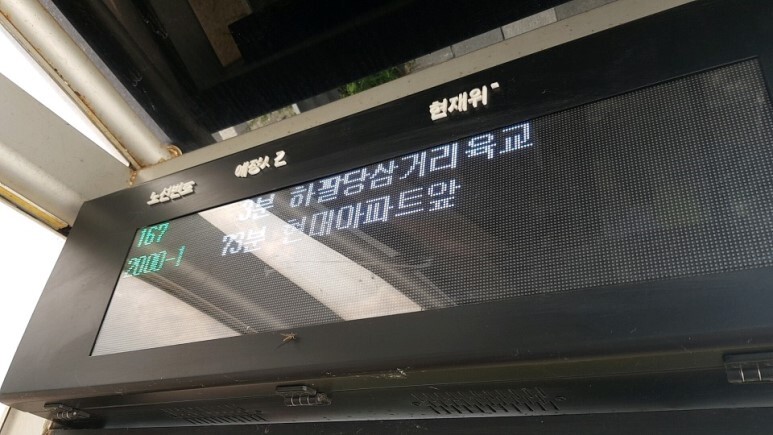 노선번호 예정시간 현재위치
167 3분 하팔당삼거리육교
2000-1 73분 현대아파트앞